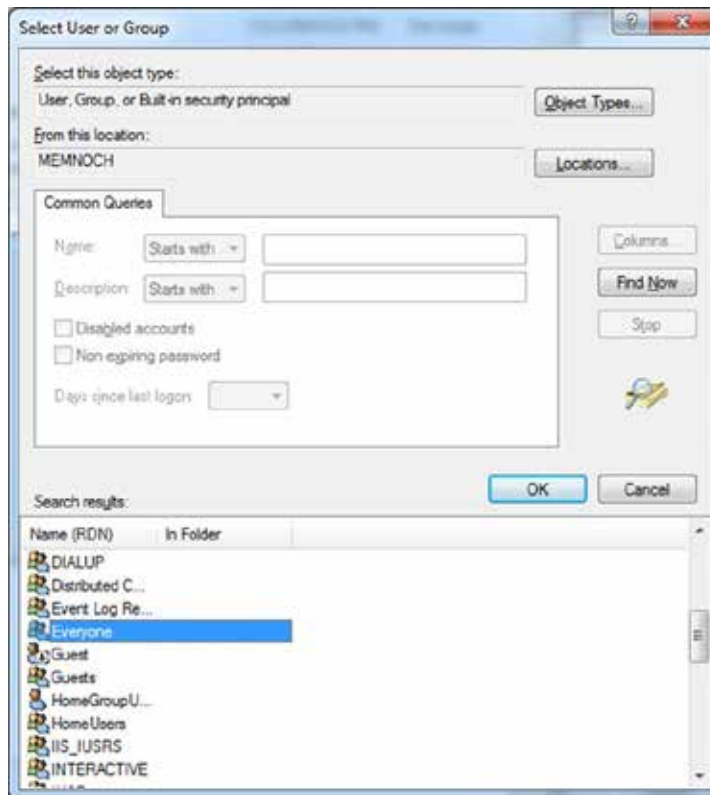 Select User or Group
Select this object type:
User, Group, or Built-in security principal
Object Types...
From this location:
MEMNOCH
Locations...
Common Queries
Name: Starts with
Columns...
Description: Starts with
Find Now
Disabled accounts
Stop
Non expiring password
Days since last logon:
OK
Cancel
Search results:
Name (RDN) In Folder
DIALUP
Distributed C...
Event Log Re...
Everyone
Guest
Guests
HomeGroupU...
HomeUsers
IIS_IUSRS
INTERACTIVE